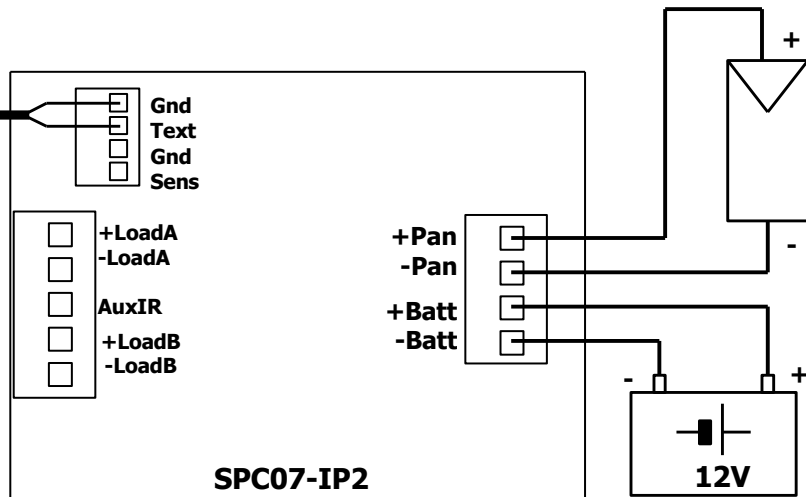 +
Gnd
Text
Gnd
Sens
+LoadA
-LoadA
AuxIR
+LoadB
-LoadB
+Pan
-Pan
+Batt
-Batt
-
-
+
12V
SPC07-IP2